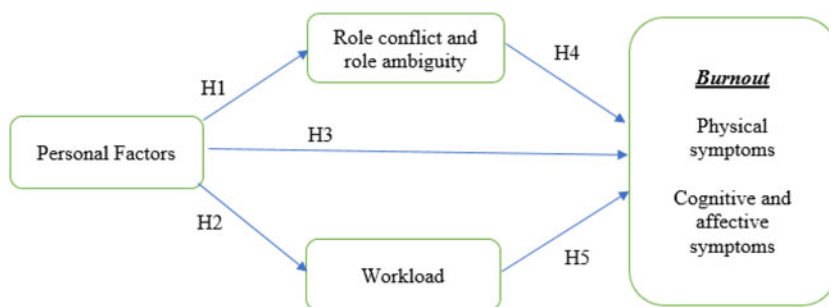 Role conflict and
role ambiguity
H4
H1
Burnout
Physical
symptoms
Cognitive and
affective
symptoms
H3
Personal Factors
H2
H5
Workload